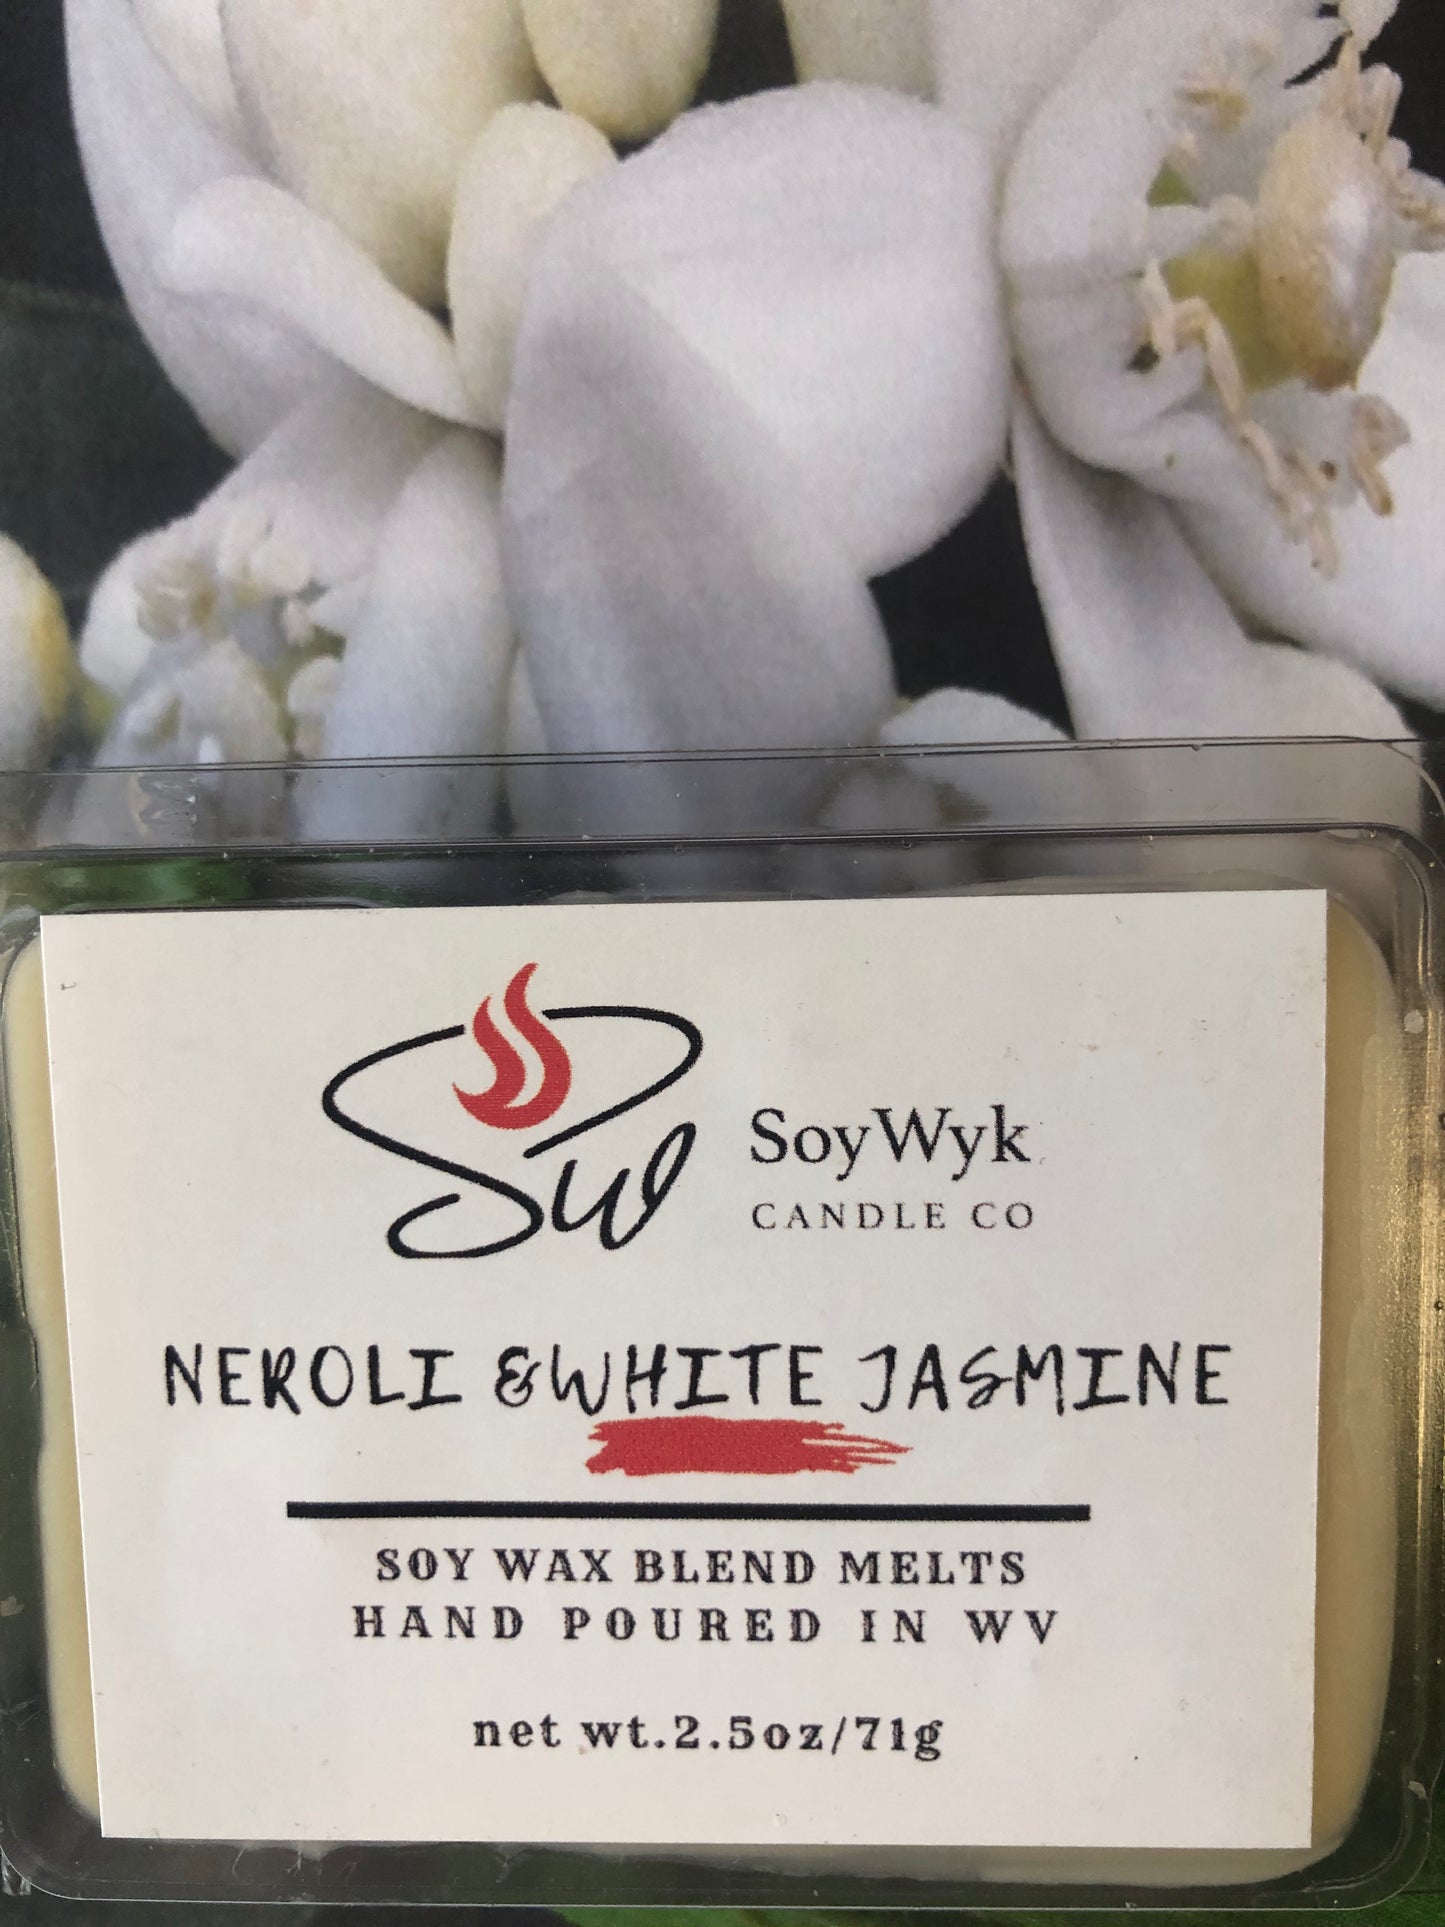 Sw
SoyWyk
CANDLE CO
NEROLI &WHITE JASMINE
SOY WAX BLEND MELTS
HAND POURED IN WV
net wt.2.5oz/71g